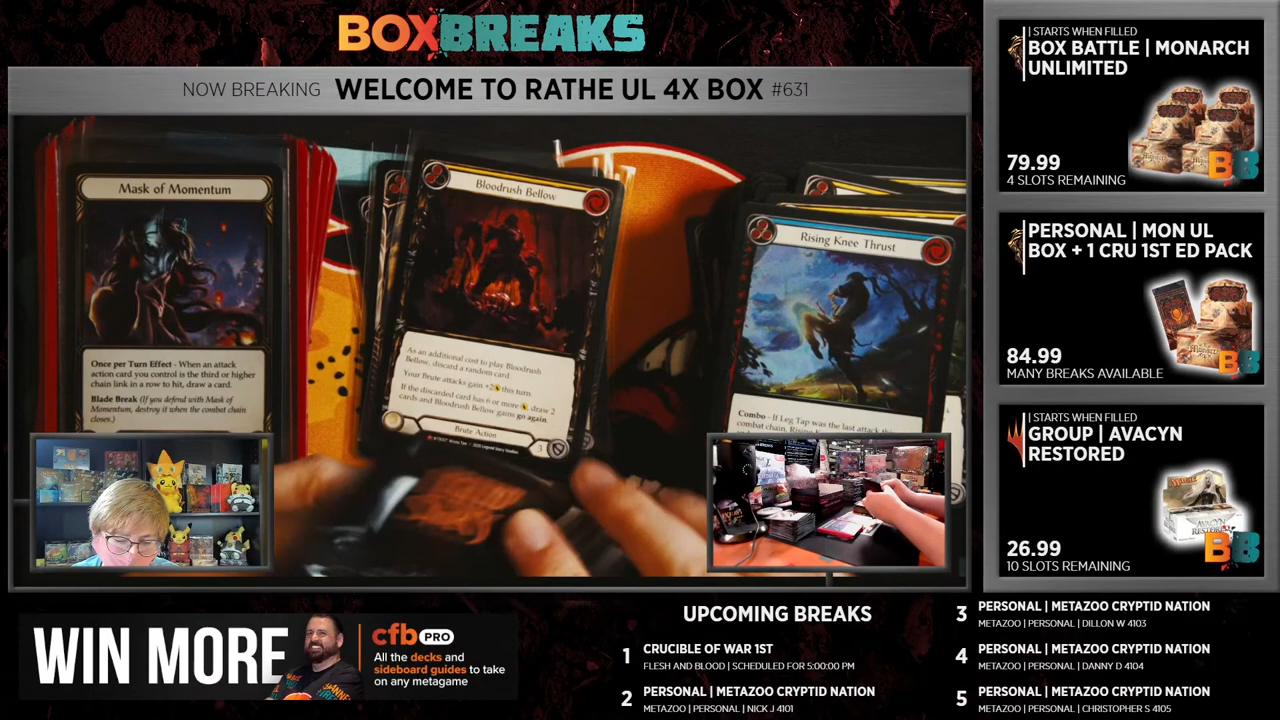 BOXBREAKS
NOW BREAKING WELCOME TO RATHE UL 4X BOX #631
Mask of Momentum
Once per Turn Effect - When an attack
action card you control is the third or higher
chain link in a row to hit, draw a card.
Blade Break (If you defend with Mask of
Momentum, destroy it when the combat chain
closes.)
Bloodrush Bellow
As an additional cost to play Bloodrush
Bellow, discard a random card.
Your Brute attacks gain +2 this turn.
If the discarded card has 6 or more, draw 2
cards and Bloodrush Bellow gains go again.
Brute Action
3
Rising Knee Thrust
Combo - If Leg Tap was the last attack this
combat chain, Rising
| STARTS WHEN FILLED
BOX BATTLE | MONARCH
UNLIMITED
79.99
4 SLOTS REMAINING
BB
PERSONAL | MON UL
BOX + 1 CRU 1ST ED PACK
84.99
MANY BREAKS AVAILABLE
BB
| STARTS WHEN FILLED
GROUP | AVACYN
RESTORED
AVACYN
RESTORED
26.99
10 SLOTS REMAINING
BB
WIN MORE
cfb PRO
All the decks and
sideboard guides to take
on any metagame
UPCOMING BREAKS
1 CRUCIBLE OF WAR 1ST
FLESH AND BLOOD | SCHEDULED FOR 5:00:00 PM
2 PERSONAL | METAZOO CRYPTID NATION
METAZOO | PERSONAL | NICK J 4101
3 PERSONAL | METAZOO CRYPTID NATION
METAZOO | PERSONAL | DILLON W 4103
4 PERSONAL | METAZOO CRYPTID NATION
METAZOO | PERSONAL | DANNY D 4104
5 PERSONAL | METAZOO CRYPTID NATION
METAZOO | PERSONAL | CHRISTOPHER S 4105